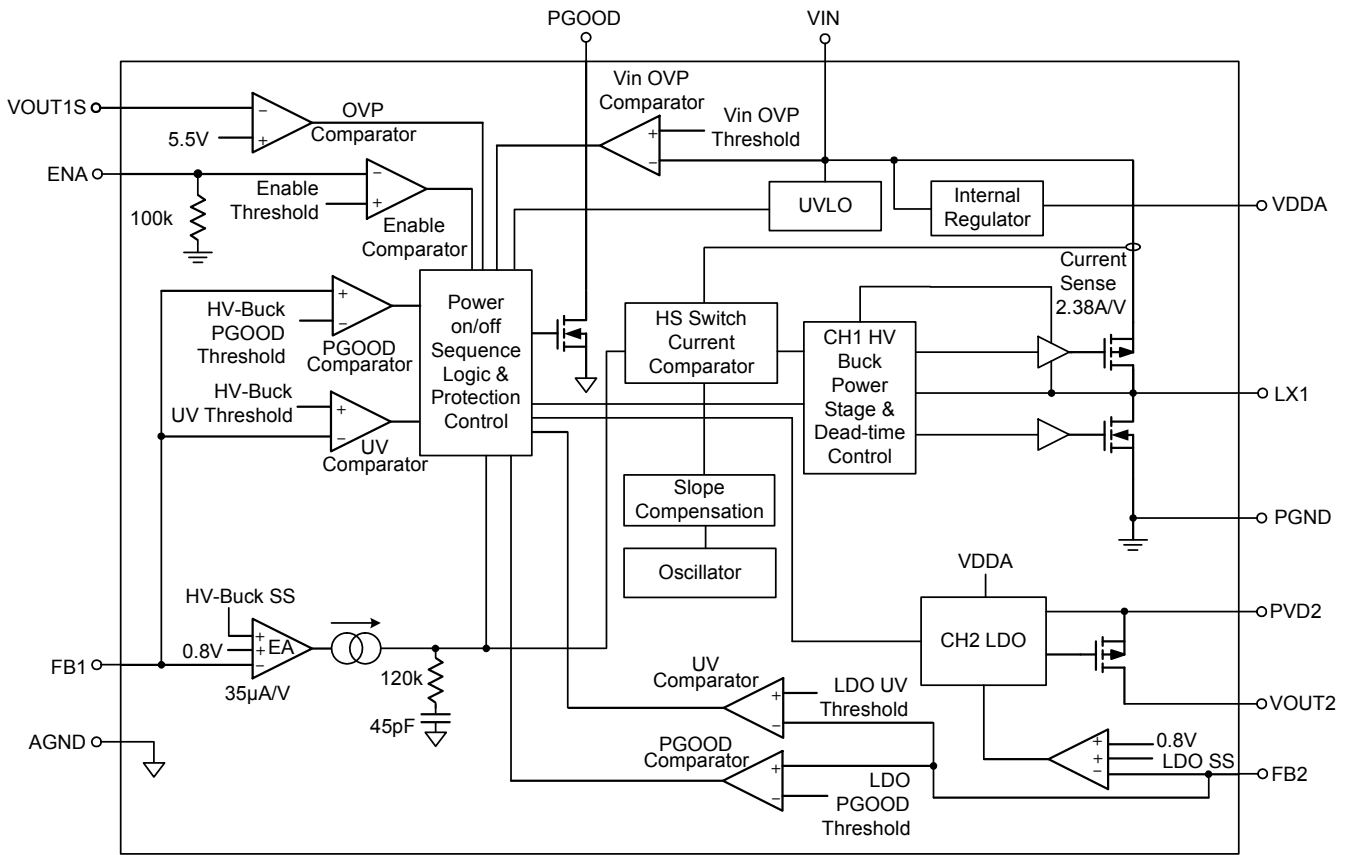 PGOOD
VIN
VOUT1S
5.5V
−
+
OVP
Comparator
Vin OVP
Comparator
+
−
Vin OVP
Threshold
ENA
100k
Enable
Threshold
−
+
Enable
Comparator
UVLO
Internal
Regulator
VDDA
Current
Sense
2.38A/V
HV-Buck
PGOOD
Threshold
+
−
PGOOD
Comparator
HV-Buck
UV Threshold
+
−
UV
Comparator
Power
on/off
Sequence
Logic &
Protection
Control
HS Switch
Current
Comparator
CH1 HV
Buck
Power
Stage &
Dead-time
Control
LX1
Slope
Compensation
Oscillator
PGND
VDDA
CH2 LDO
PVD2
VOUT2
HV-Buck SS
0.8V
+
+
−
EA
35µA/V
FB1
120k
45pF
AGND
UV
Comparator
+
−
LDO UV
Threshold
PGOOD
Comparator
+
−
LDO
PGOOD
Threshold
+
+
−
0.8V
LDO SS
FB2